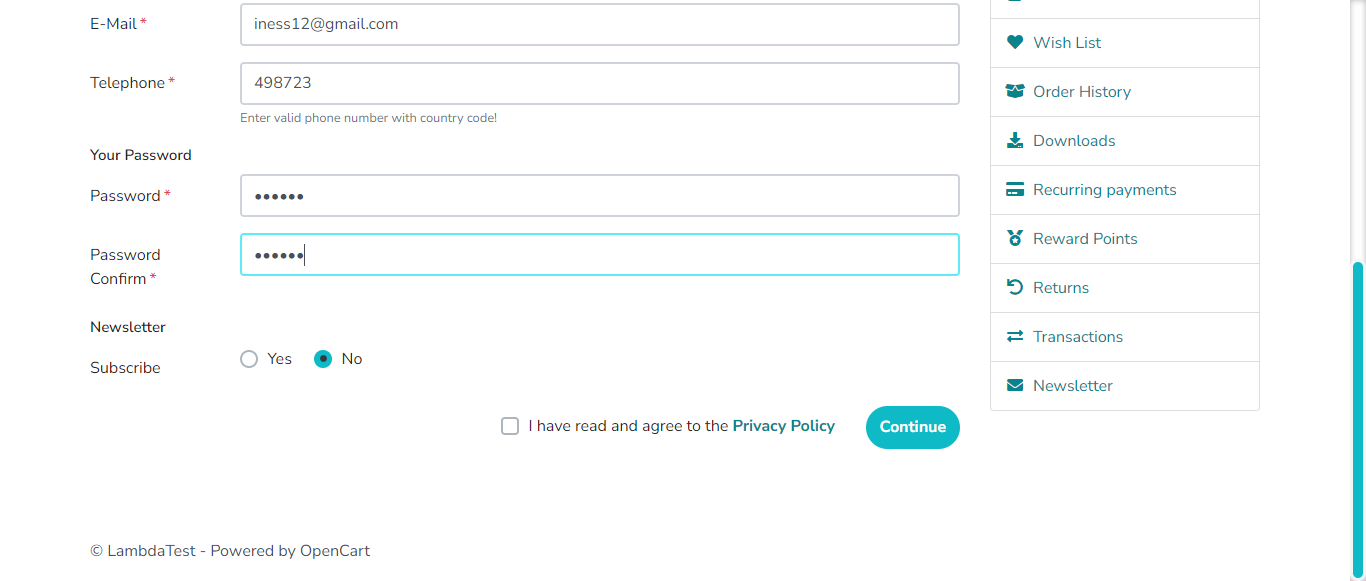 E-Mail *
iness12@gmail.com
Telephone *
498723
Enter valid phone number with country code!
Your Password
Password *
••••••
Password
Confirm *
••••••
Newsletter
Subscribe
Yes
No
I have read and agree to the Privacy Policy
Continue
Wish List
Order History
Downloads
Recurring payments
Reward Points
Returns
Transactions
Newsletter
© LambdaTest - Powered by OpenCart